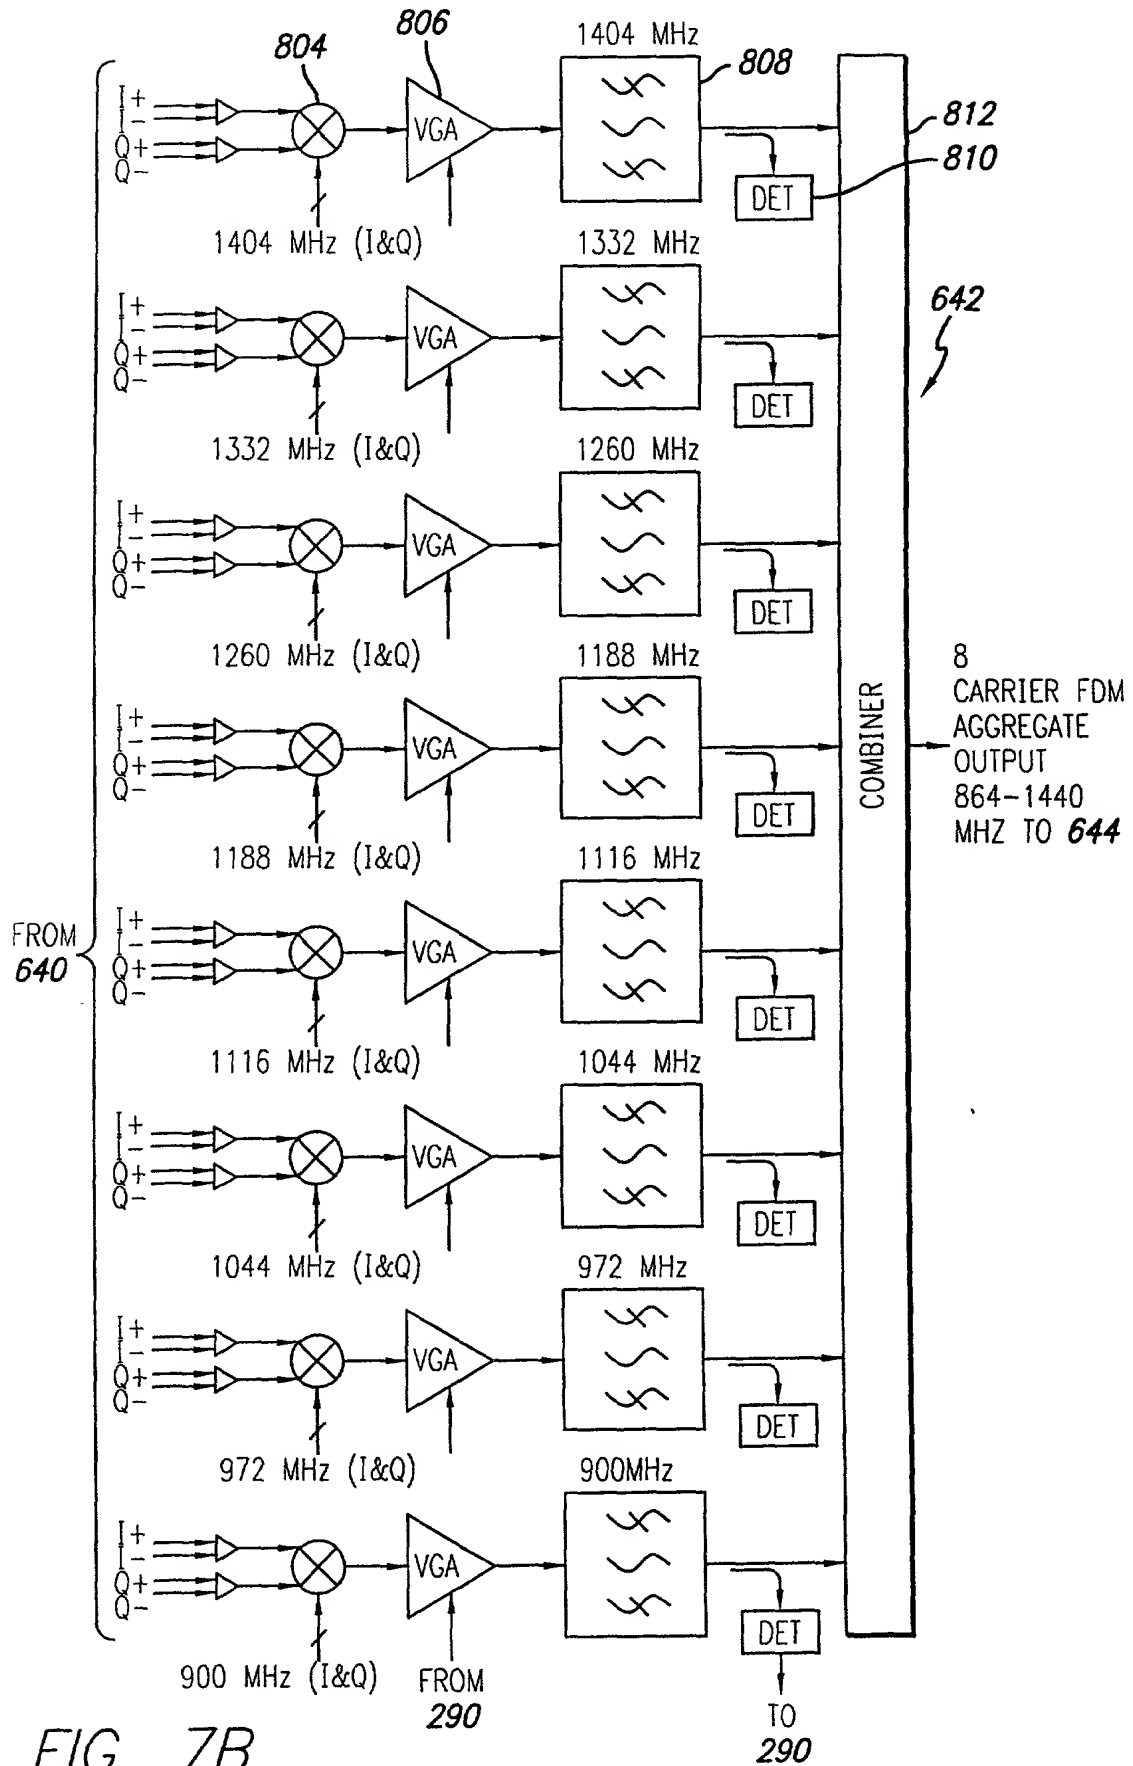 804
806
1404 MHz
808
I+
I-
Q+
Q-
VGA
812
810
DET
1404 MHz (I&Q)
1332 MHz
I+
I-
Q+
Q-
VGA
642
DET
1332 MHz (I&Q)
1260 MHz
I+
I-
Q+
Q-
VGA
DET
1260 MHz (I&Q)
1188 MHz
I+
I-
Q+
Q-
VGA
COMBINER
8
CARRIER FDM
AGGREGATE
OUTPUT
864-1440
MHZ TO 644
DET
1188 MHz (I&Q)
1116 MHz
FROM
640
I+
I-
Q+
Q-
VGA
DET
1116 MHz (I&Q)
1044 MHz
I+
I-
Q+
Q-
VGA
DET
1044 MHz (I&Q)
972 MHz
I+
I-
Q+
Q-
VGA
DET
972 MHz (I&Q)
900MHz
I+
I-
Q+
Q-
VGA
DET
900 MHz (I&Q)
FROM
290
TO
290
FIG. 7B